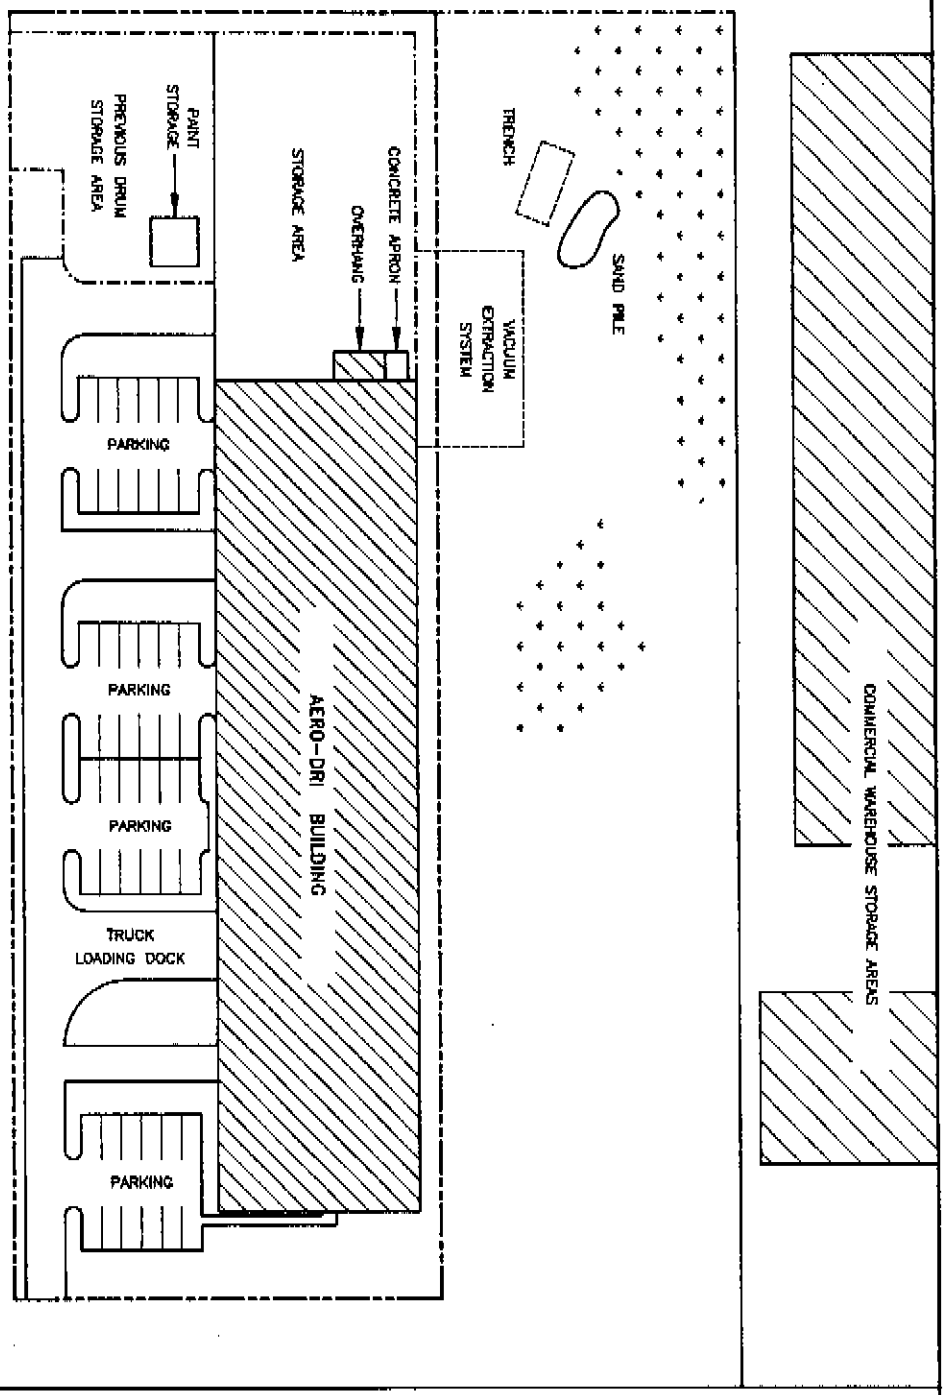 PAINT
STORAGE
PREVIOUS DRUM
STORAGE AREA
STORAGE AREA
OVERHANG
CONCRETE APRON
TRENCH
SAND PILE
VACUUM
EXTRACTION
SYSTEM
PARKING
PARKING
PARKING
TRUCK
LOADING DOCK
PARKING
AERO-DRI BUILDING
COMMERCIAL WAREHOUSE STORAGE AREAS